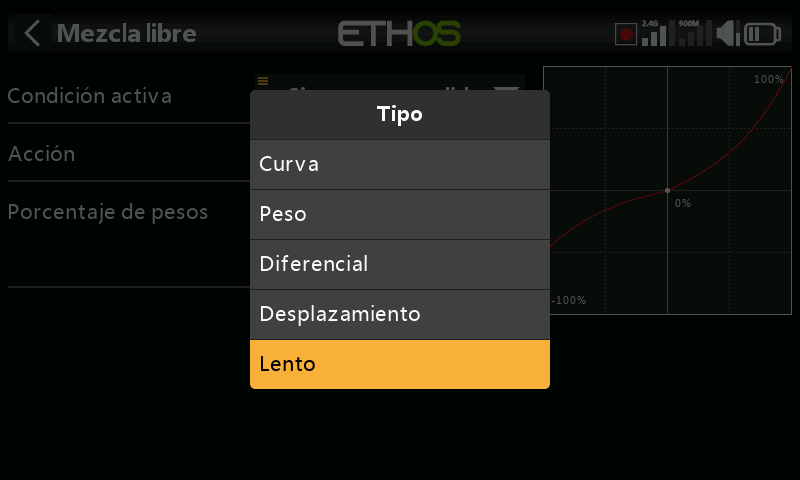 Mezcla libre
ETHOS
2.4G
900M
Condición activa
Acción
Porcentaje de pesos
Tipo
Curva
Peso
Diferencial
Desplazamiento
Lento
100%
0%
-100%